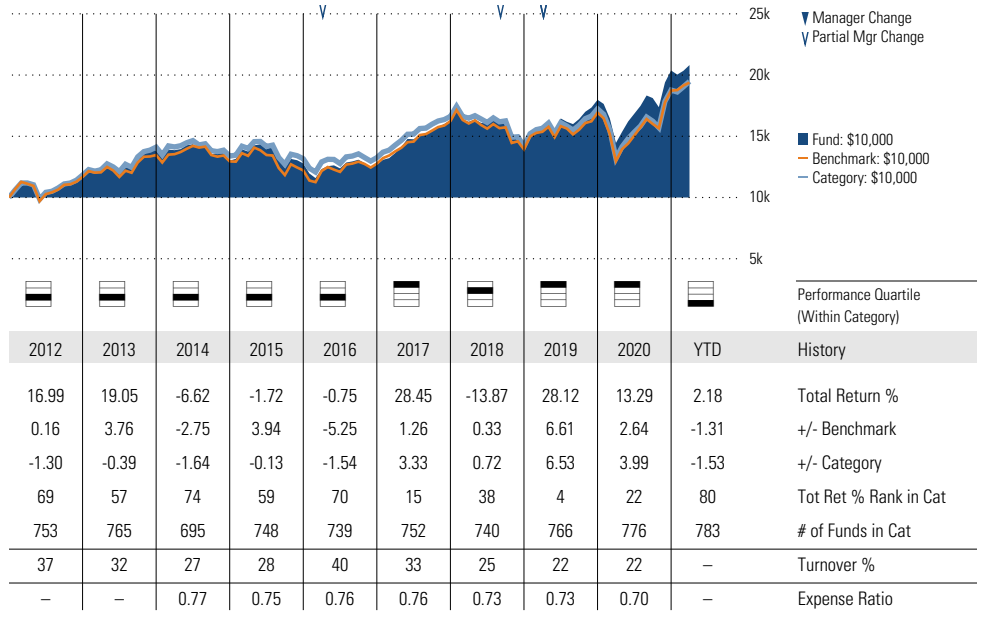 25k
▼ Manager Change
Partial Mgr Change
20k
15k
Fund: $10,000
Benchmark: $10,000
Category: $10,000
10k
5k
Performance Quartile
(Within Category)
2012 2013 2014 2015 2016 2017 2018 2019 2020 YTD History
16.99 19.05 -6.62 -1.72 -0.75 28.45 -13.87 28.12 13.29 2.18 Total Return %
0.16 3.76 -2.75 3.94 -5.25 1.26 0.33 6.61 2.64 -1.31 +/- Benchmark
-1.30 -0.39 -1.64 -0.13 -1.54 3.33 0.72 6.53 3.99 -1.53 +/- Category
69 57 74 59 70 15 38 4 22 80 Tot Ret % Rank in Cat
753 765 695 748 739 752 740 766 776 783 # of Funds in Cat
37 32 27 28 40 33 25 22 22 – Turnover %
– – 0.77 0.75 0.76 0.76 0.73 0.73 0.70 – Expense Ratio